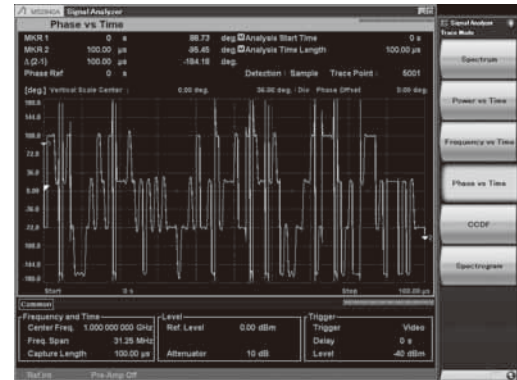 MS2840A Signal Analyzer
Phase vs Time
MKR 1 0 s 88.73 deg Analysis Start Time 0 s
MKR 2 100.00 µs -95.45 deg Analysis Time Length 100.00 µs
Δ(2-1) 100.00 µs -184.18 deg.
Phase Ref 0 s Detection : Sample Trace Point : 5001
[deg.] Vertical Scale Center : 0.00 deg. 36.00 deg. / Div Phase Offset 0.00 deg.
180.0
144.0
108.0
72.0
36.0
0.00
-36.0
-72.0
-108.0
-144.0
-180.0
Start 0 s Stop 100.00 µs
Common
Frequency and Time
Center Freq. 1.000 000 000 GHz
Freq. Span 31.25 MHz
Capture Length 100.00 µs
Level
Ref. Level 0.00 dBm
Attenuator 10 dB
Trigger
Trigger Video
Delay 0 s
Level -40 dBm
Ref.Int Pre-Amp Off
Signal Analyzer
Trace Mode
Spectrum
Power vs Time
Frequency vs Time
Phase vs Time
CCDF
Spectrogram